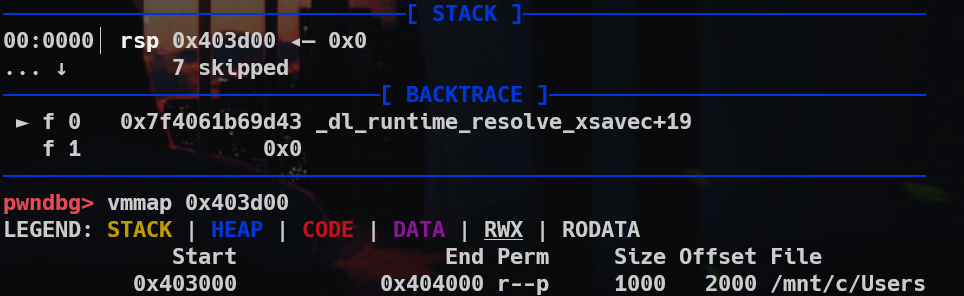 [ STACK ]
00:0000│ rsp 0x403d00 ◂— 0x0
... ↓ 7 skipped
[ BACKTRACE ]
► f 0 0x7f4061b69d43 _dl_runtime_resolve_xsavec+19
f 1 0x0
pwndbg> vmmap 0x403d00
LEGEND: STACK | HEAP | CODE | DATA | RWX | RODATA
Start End Perm Size Offset File
0x403000 0x404000 r--p 1000 2000 /mnt/c/Users